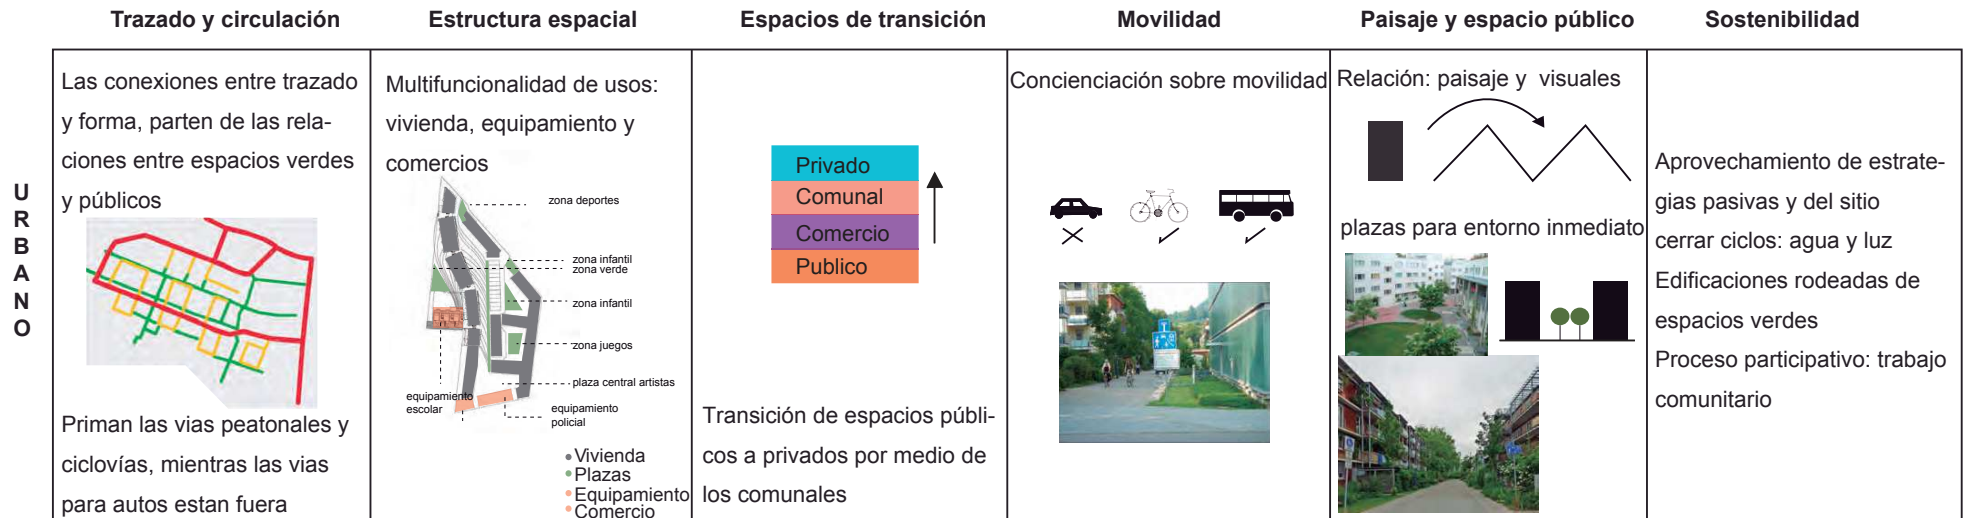 Trazado y circulación
Estructura espacial
Espacios de transición
Movilidad
Paisaje y espacio público
Sostenibilidad
URBANO
Las conexiones entre trazado
y forma, parten de las rela-
ciones entre espacios verdes
y públicos
Priman las vias peatonales y
ciclovías, mientras las vias
para autos estan fuera
Multifuncionalidad de usos:
vivienda, equipamiento y
comercios
zona deportes
zona infantil
zona verde
zona infantil
zona juegos
plaza central artistas
equipamiento
escolar
equipamiento
policial
Vivienda
Plazas
Equipamiento
Comercio
Privado
Comunal
Comercio
Publico
Transición de espacios públi-
cos a privados por medio de
los comunales
Concienciación sobre movilidad
Relación: paisaje y visuales
plazas para entorno inmediato
Aprovechamiento de estrate-
gias pasivas y del sitio
cerrar ciclos: agua y luz
Edificaciones rodeadas de
espacios verdes
Proceso participativo: trabajo
comunitario